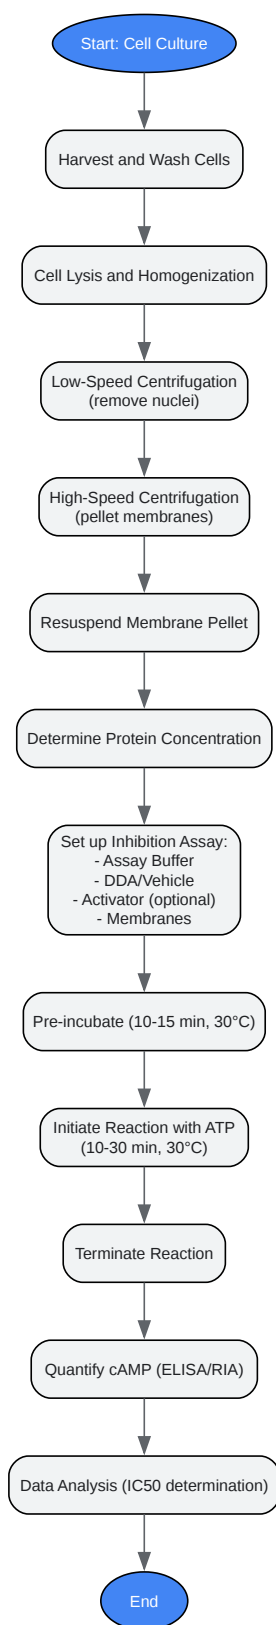 Start: Cell Culture
Harvest and Wash Cells
Cell Lysis and Homogenization
Low-Speed Centrifugation
(remove nuclei)
High-Speed Centrifugation
(pellet membranes)
Resuspend Membrane Pellet
Determine Protein Concentration
Set up Inhibition Assay:
- Assay Buffer
- DDA/Vehicle
- Activator (optional)
- Membranes
Pre-incubate (10-15 min, 30°C)
Initiate Reaction with ATP
(10-30 min, 30°C)
Terminate Reaction
Quantify cAMP (ELISA/RIA)
Data Analysis (IC50 determination)
End